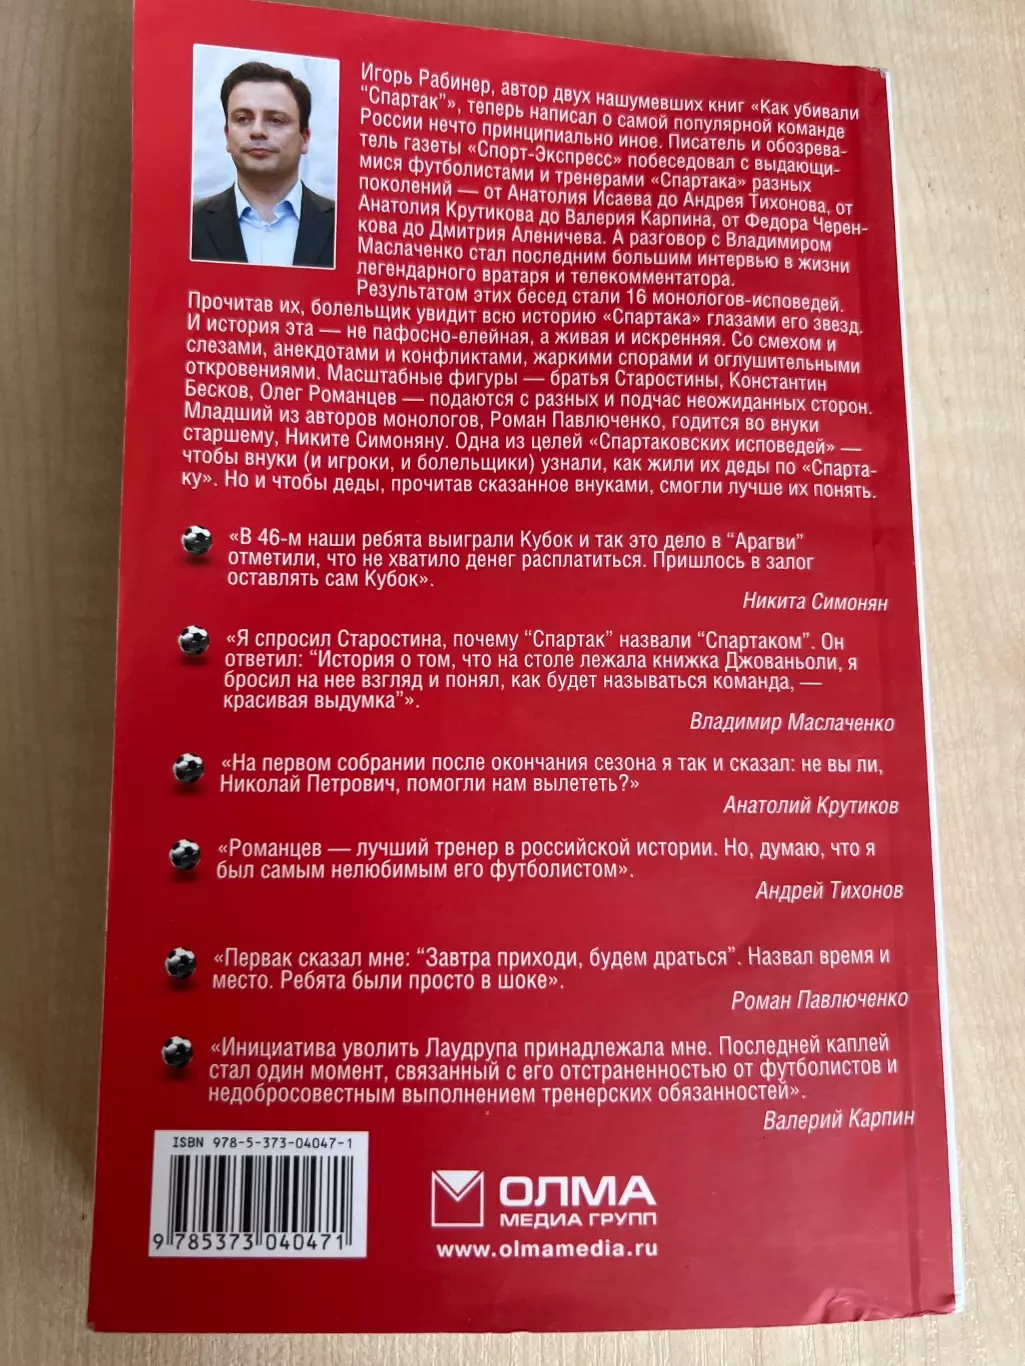 Игорь Рабинер, автор двух нашумевших книг «Как убивали
“Спартак”», теперь написал о самой популярной команде
России нечто принципиально иное. Писатель и обозрева-
тель газеты «Спорт-Экспресс» побеседовал с выдающи-
мися футболистами и тренерами «Спартака» разных
поколений — от Анатолия Исаева до Андрея Тихонова, от
Анатолия Крутикова до Валерия Карпина, от Федора Черен-
кова до Дмитрия Аленичева. А разговор с Владимиром
Маслаченко стал последним большим интервью в жизни
легендарного вратаря и телекомментатора.
Результатом этих бесед стали 16 монологов-исповедей.
Прочитав их, болельщик увидит всю историю «Спартака» глазами его звезд.
И история эта — не пафосно-елейная, а живая и искренняя. Со смехом и
слезами, анекдотами и конфликтами, жаркими спорами и оглушительными
откровениями. Масштабные фигуры — братья Старостины, Константин
Бесков, Олег Романцев — подаются с разных и подчас неожиданных сторон.
Младший из авторов монологов, Роман Павлюченко, годится во внуки
старшему, Никите Симоняну. Одна из целей «Спартаковских исповедей» —
чтобы внуки (и игроки, и болельщики) узнали, как жили их деды по «Спарта-
ку». Но и чтобы деды, прочитав сказанное внуками, смогли лучше их понять.
«В 46-м наши ребята выиграли Кубок и так это дело в “Арагви”
отметили, что не хватило денег расплатиться. Пришлось в залог
оставлять сам Кубок».
Никита Симонян
«Я спросил Старостина, почему “Спартак” назвали “Спартаком”. Он
ответил: “История о том, что на столе лежала книжка Джованьоли, я
бросил на нее взгляд и понял, как будет называться команда, —
красивая выдумка”».
Владимир Маслаченко
«На первом собрании после окончания сезона я так и сказал: не вы ли,
Николай Петрович, помогли нам вылететь?»
Анатолий Крутиков
«Романцев — лучший тренер в российской истории. Но, думаю, что я
был самым нелюбимым его футболистом».
Андрей Тихонов
«Первак сказал мне: “Завтра приходи, будем драться”. Назвал время и
место. Ребята были просто в шоке».
Роман Павлюченко
«Инициатива уволить Лаудрупа принадлежала мне. Последней каплей
стал один момент, связанный с его отстраненностью от футболистов и
недобросовестным выполнением тренерских обязанностей».
Валерий Карпин
ISBN 978-5-373-04047-1
9 785373 040471
ОЛМА
МЕДИА ГРУПП
www.olmamedia.ru